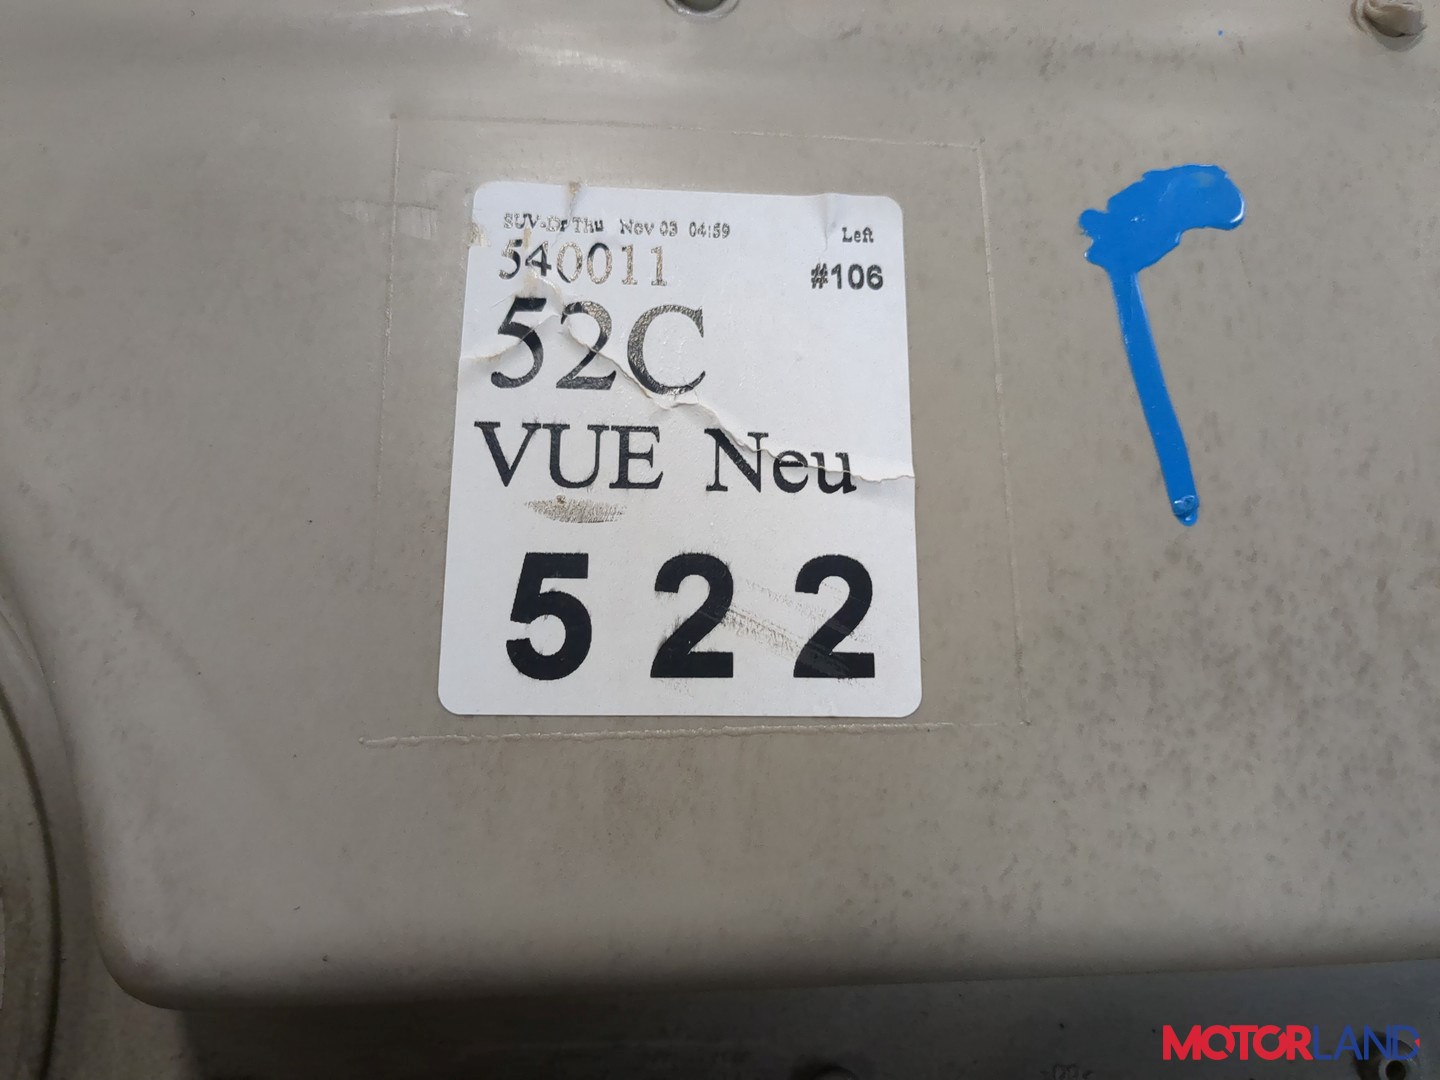 SUV-Dr Thu Nov 03 04:59
Left
540011
#106
52C
VUE Neu
522
MOTORLAND